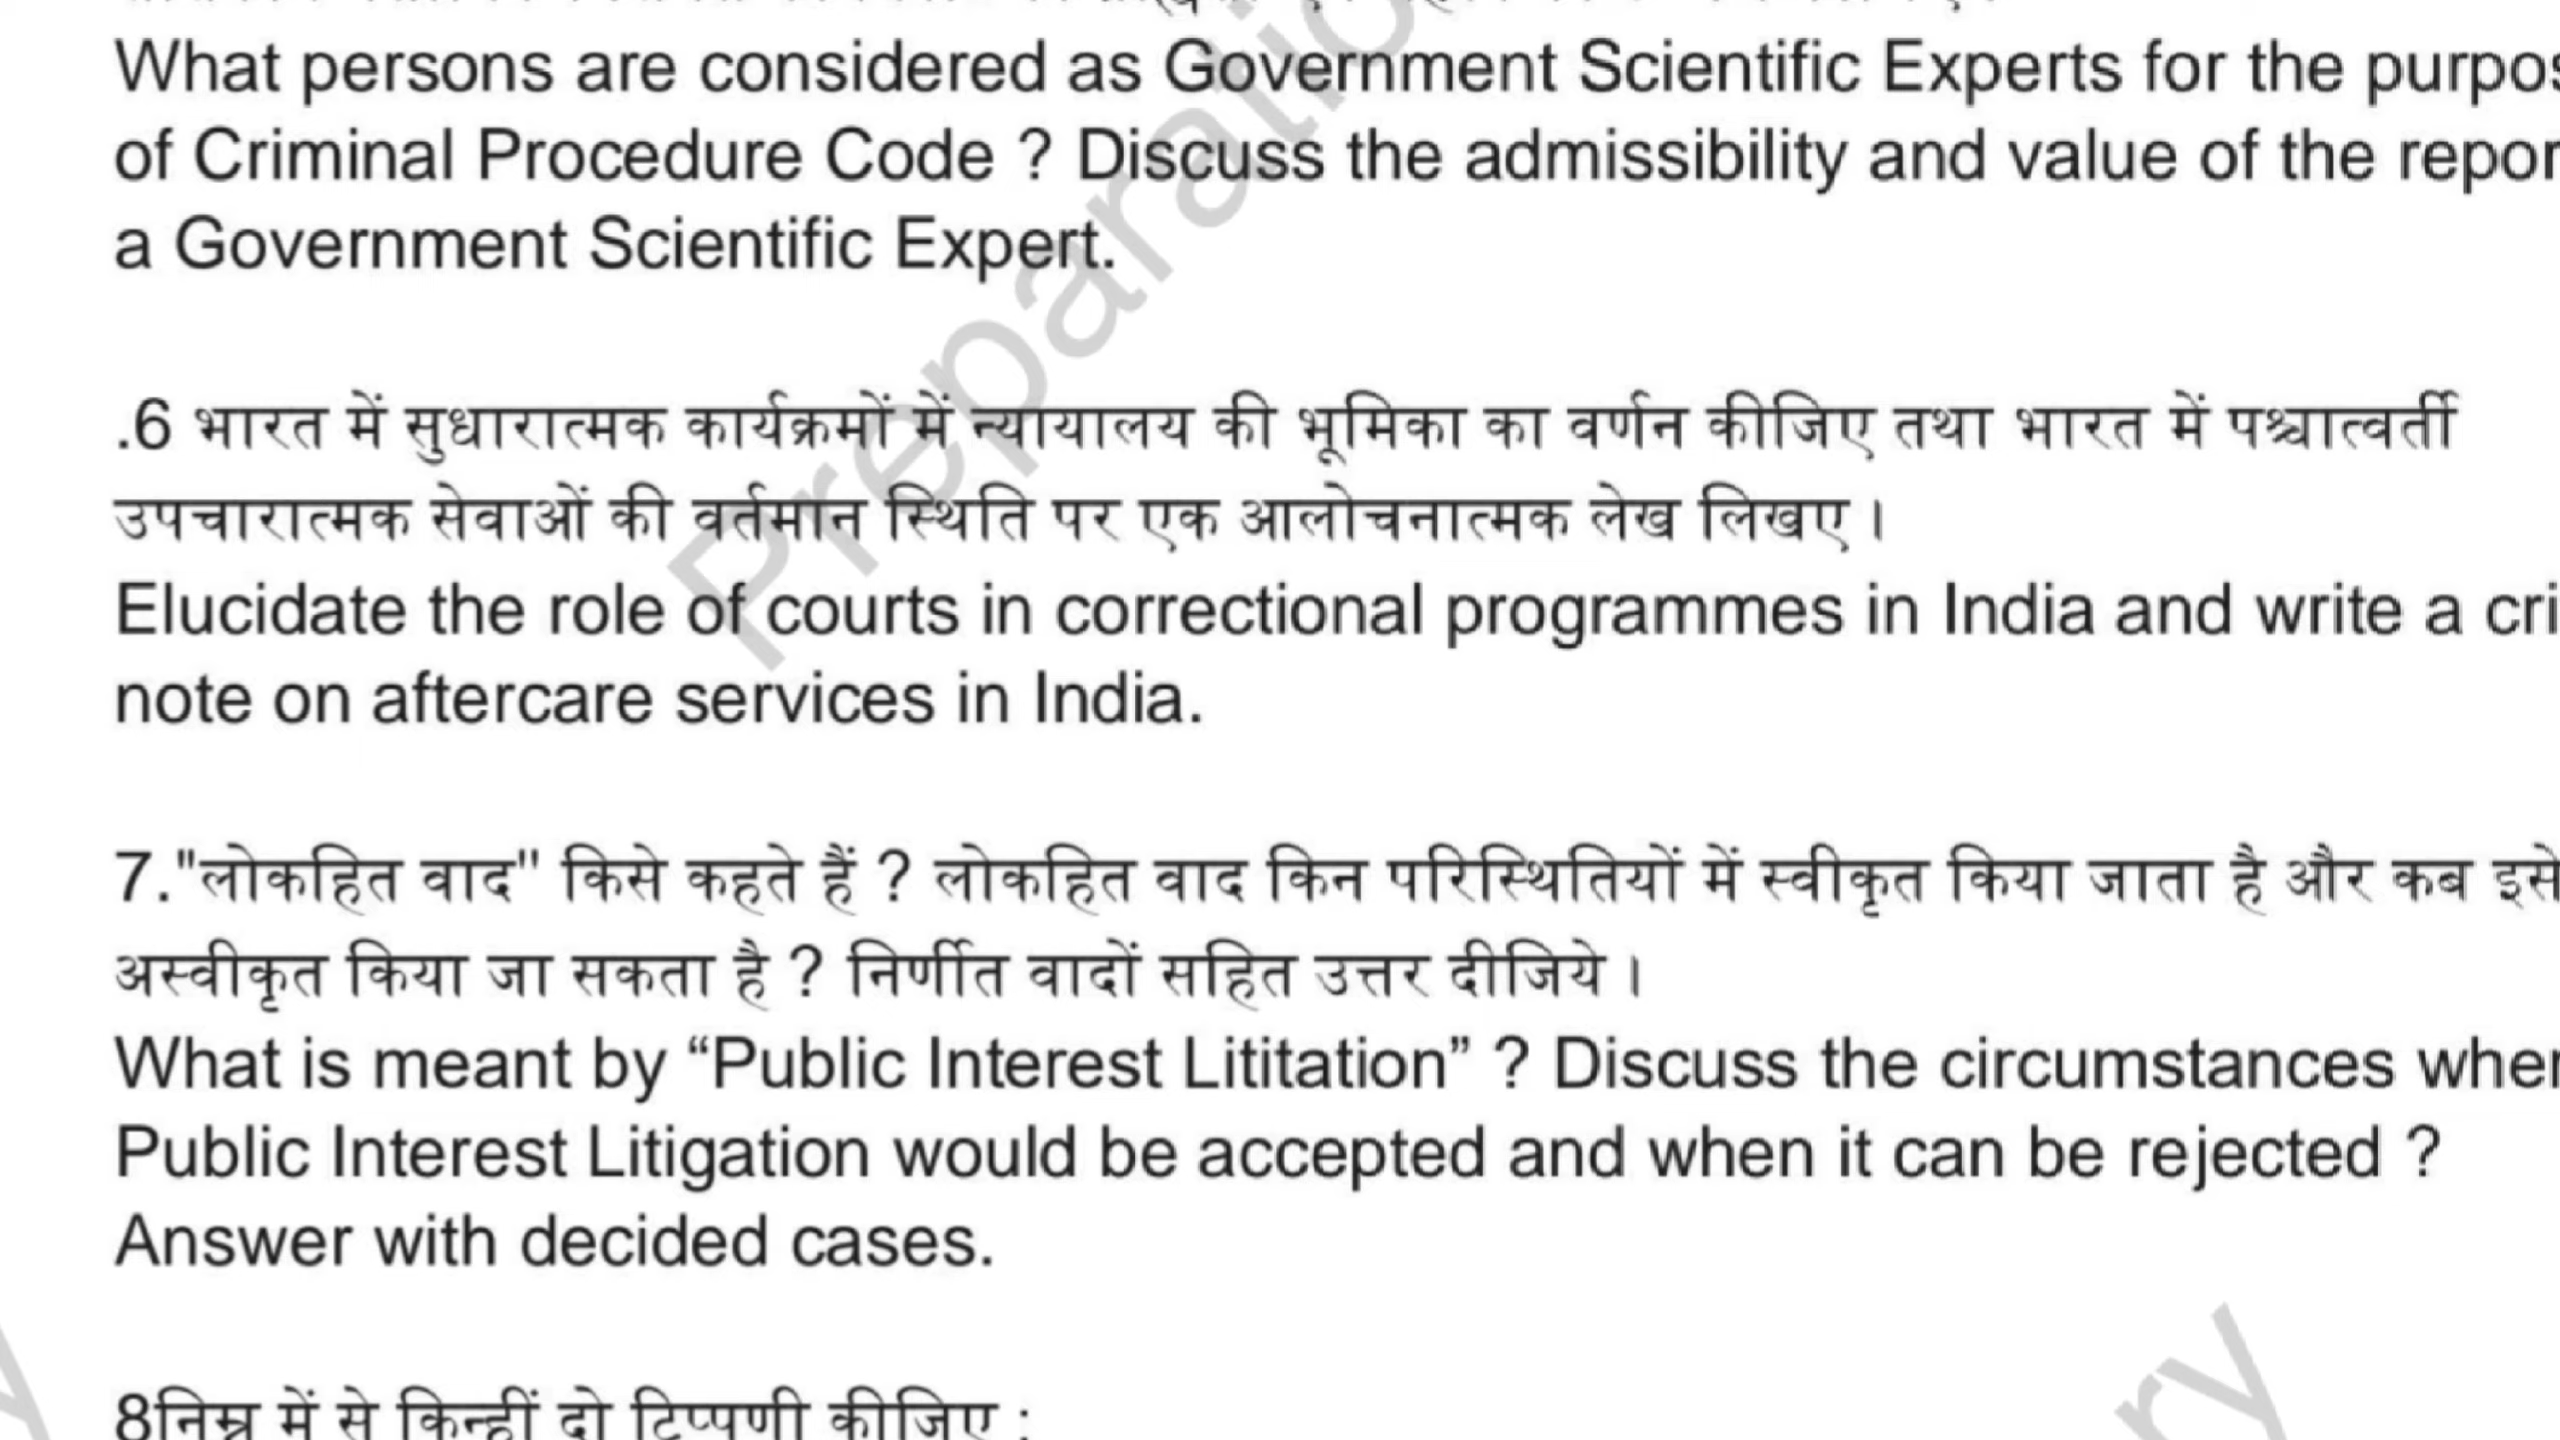 What persons are considered as Government Scientific Experts for the
of Criminal Procedure Code ? Discuss the admissibility and value of the
a Government Scientific Expert.
.6 भारत में सुधारात्मक कार्यक्रमों में न्यायालय की भूमिका का वर्णन कीजिए तथा भारत में पश्चात्वर्ती
उपचारात्मक सेवाओं की वर्तमान स्थिति पर एक आलोचनात्मक लेख लिखए।
Elucidate the role of courts in correctional programmes in India and write a
note on aftercare services in India.
7."लोकहित वाद" किसे कहते हैं ? लोकहित वाद किन परिस्थितियों में स्वीकृत किया जाता है और कब इसे
अस्वीकृत किया जा सकता है ? निर्णीत वादों सहित उत्तर दीजिये।
What is meant by “Public Interest Lititation” ? Discuss the circumstances
Public Interest Litigation would be accepted and when it can be rejected ?
Answer with decided cases.
8निम्न में से किन्हीं दो टिप्पणी कीजिए :